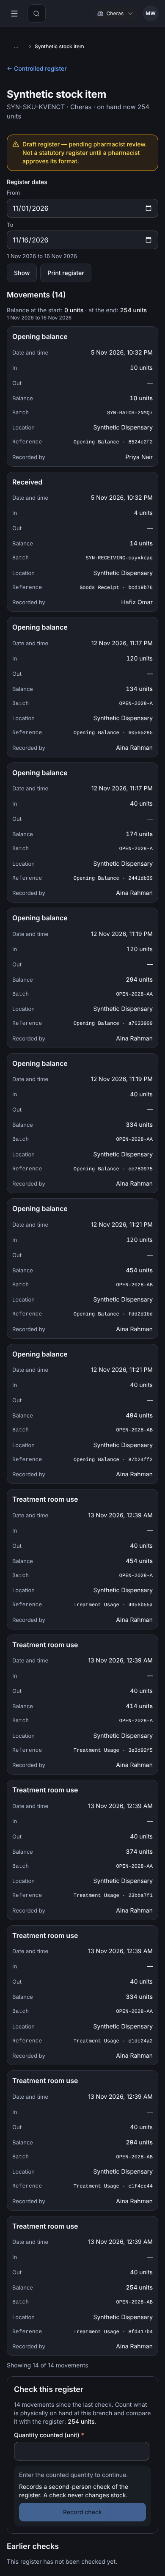 Cheras
MW
... › Synthetic stock item
← Controlled register
Synthetic stock item
SYN-SKU-KVENCT · Cheras · on hand now 254
units
Draft register — pending pharmacist review.
Not a statutory register until a pharmacist
approves its format.
Register dates
From
11/01/2026
To
11/16/2026
1 Nov 2026 to 16 Nov 2026
Show
Print register
Movements (14)
Balance at the start: 0 units · at the end: 254 units
1 Nov 2026 to 16 Nov 2026
Opening balance
Date and time 5 Nov 2026, 10:32 PM
In 10 units
Out —
Balance 10 units
Batch SYN-BATCH-2NMQ7
Location Synthetic Dispensary
Reference Opening Balance · 8524c2f2
Recorded by Priya Nair
Received
Date and time 5 Nov 2026, 10:32 PM
In 4 units
Out —
Balance 14 units
Batch SYN-RECEIVING-cuyxkcaq
Location Synthetic Dispensary
Reference Goods Receipt · bcd19b76
Recorded by Hafiz Omar
Opening balance
Date and time 12 Nov 2026, 11:17 PM
In 120 units
Out —
Balance 134 units
Batch OPEN-2028-A
Location Synthetic Dispensary
Reference Opening Balance · 60565285
Recorded by Aina Rahman
Opening balance
Date and time 12 Nov 2026, 11:17 PM
In 40 units
Out —
Balance 174 units
Batch OPEN-2028-A
Location Synthetic Dispensary
Reference Opening Balance · 2441db39
Recorded by Aina Rahman
Opening balance
Date and time 12 Nov 2026, 11:19 PM
In 120 units
Out —
Balance 294 units
Batch OPEN-2028-AA
Location Synthetic Dispensary
Reference Opening Balance · a7633909
Recorded by Aina Rahman
Opening balance
Date and time 12 Nov 2026, 11:19 PM
In 40 units
Out —
Balance 334 units
Batch OPEN-2028-AA
Location Synthetic Dispensary
Reference Opening Balance · ee780975
Recorded by Aina Rahman
Opening balance
Date and time 12 Nov 2026, 11:21 PM
In 120 units
Out —
Balance 454 units
Batch OPEN-2028-AB
Location Synthetic Dispensary
Reference Opening Balance · fdd2d1bd
Recorded by Aina Rahman
Opening balance
Date and time 12 Nov 2026, 11:21 PM
In 40 units
Out —
Balance 494 units
Batch OPEN-2028-AB
Location Synthetic Dispensary
Reference Opening Balance · 87b24ff2
Recorded by Aina Rahman
Treatment room use
Date and time 13 Nov 2026, 12:39 AM
In —
Out 40 units
Balance 454 units
Batch OPEN-2028-A
Location Synthetic Dispensary
Reference Treatment Usage · 4956b55a
Recorded by Aina Rahman
Treatment room use
Date and time 13 Nov 2026, 12:39 AM
In —
Out 40 units
Balance 414 units
Batch OPEN-2028-A
Location Synthetic Dispensary
Reference Treatment Usage · 3e3d92f5
Recorded by Aina Rahman
Treatment room use
Date and time 13 Nov 2026, 12:39 AM
In —
Out 40 units
Balance 374 units
Batch OPEN-2028-AA
Location Synthetic Dispensary
Reference Treatment Usage · 23bba7f1
Recorded by Aina Rahman
Treatment room use
Date and time 13 Nov 2026, 12:39 AM
In —
Out 40 units
Balance 334 units
Batch OPEN-2028-AA
Location Synthetic Dispensary
Reference Treatment Usage · e1dc24a2
Recorded by Aina Rahman
Treatment room use
Date and time 13 Nov 2026, 12:39 AM
In —
Out 40 units
Balance 294 units
Batch OPEN-2028-AB
Location Synthetic Dispensary
Reference Treatment Usage · c1f4cc44
Recorded by Aina Rahman
Treatment room use
Date and time 13 Nov 2026, 12:39 AM
In —
Out 40 units
Balance 254 units
Batch OPEN-2028-AB
Location Synthetic Dispensary
Reference Treatment Usage · 8fd417b4
Recorded by Aina Rahman
Showing 14 of 14 movements
Check this register
14 movements since the last check. Count what
is physically on hand at this branch and compare
it with the register: 254 units.
Quantity counted (unit) *
Enter the counted quantity to continue.
Records a second-person check of the
register. A check never changes stock.
Record check
Earlier checks
This register has not been checked yet.